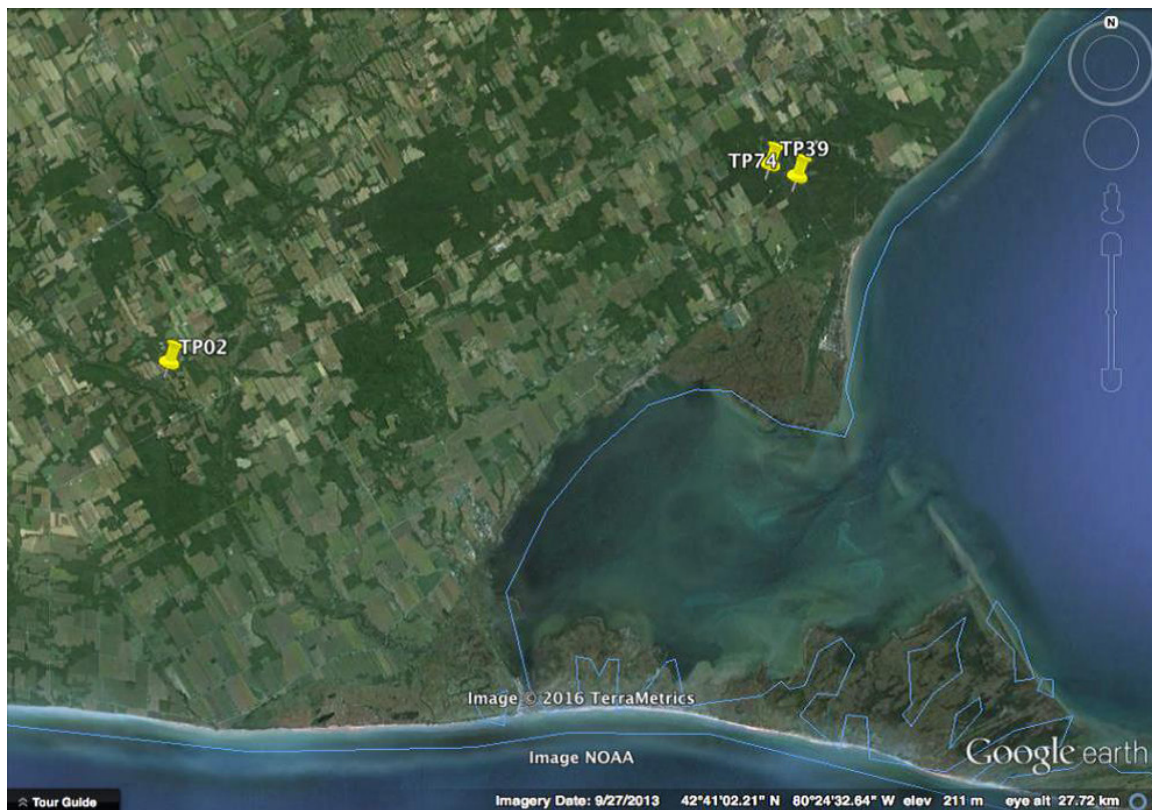 N
TP74
TP39
TP02
Image © 2016 TerraMetrics
Image NOAA
Google earth
Tour Guide
Imagery Date: 9/27/2013 42°41'02.21" N 80°24'32.64" W elev 211 m eye alt 27.72 km